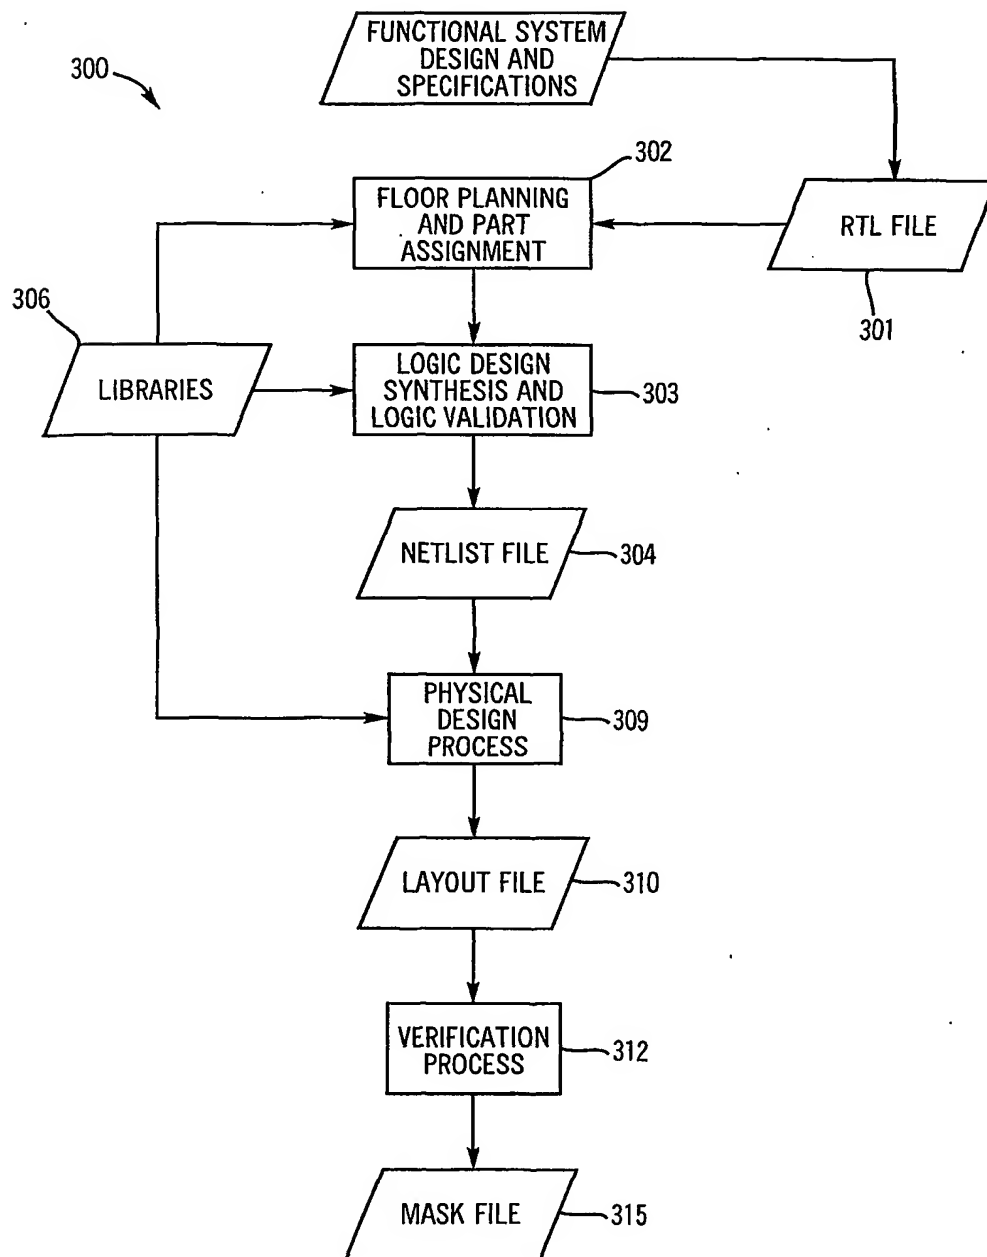 FUNCTIONAL SYSTEM
DESIGN AND
SPECIFICATIONS
300
302
FLOOR PLANNING
AND PART
ASSIGNMENT
RTL FILE
301
306
LIBRARIES
LOGIC DESIGN
SYNTHESIS AND
LOGIC VALIDATION
303
NETLIST FILE
304
PHYSICAL
DESIGN
PROCESS
309
LAYOUT FILE
310
VERIFICATION
PROCESS
312
MASK FILE
315